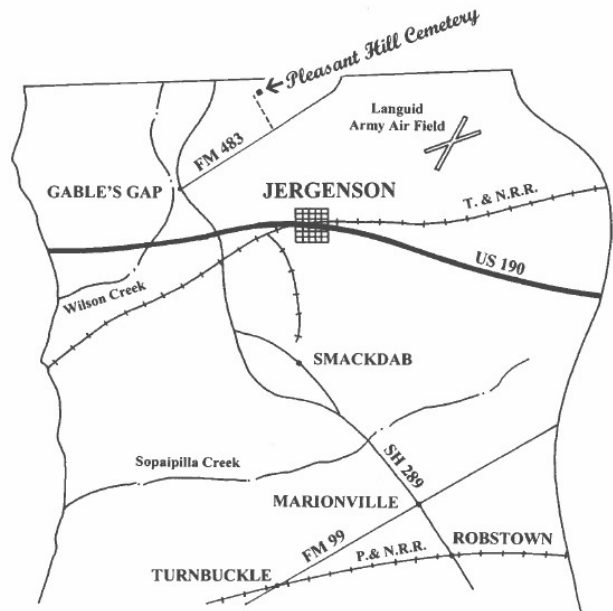 ← Pleasant Hill Cemetery
Languid
Army Air Field
FM 483
GABLE'S GAP
JERGENSON
T. & N.R.R.
US 190
Wilson Creek
SMACKDAB
Sopaipilla Creek
SH 289
MARIONVILLE
FM 99
P.& N.R.R.
ROBSTOWN
TURNBUCKLE